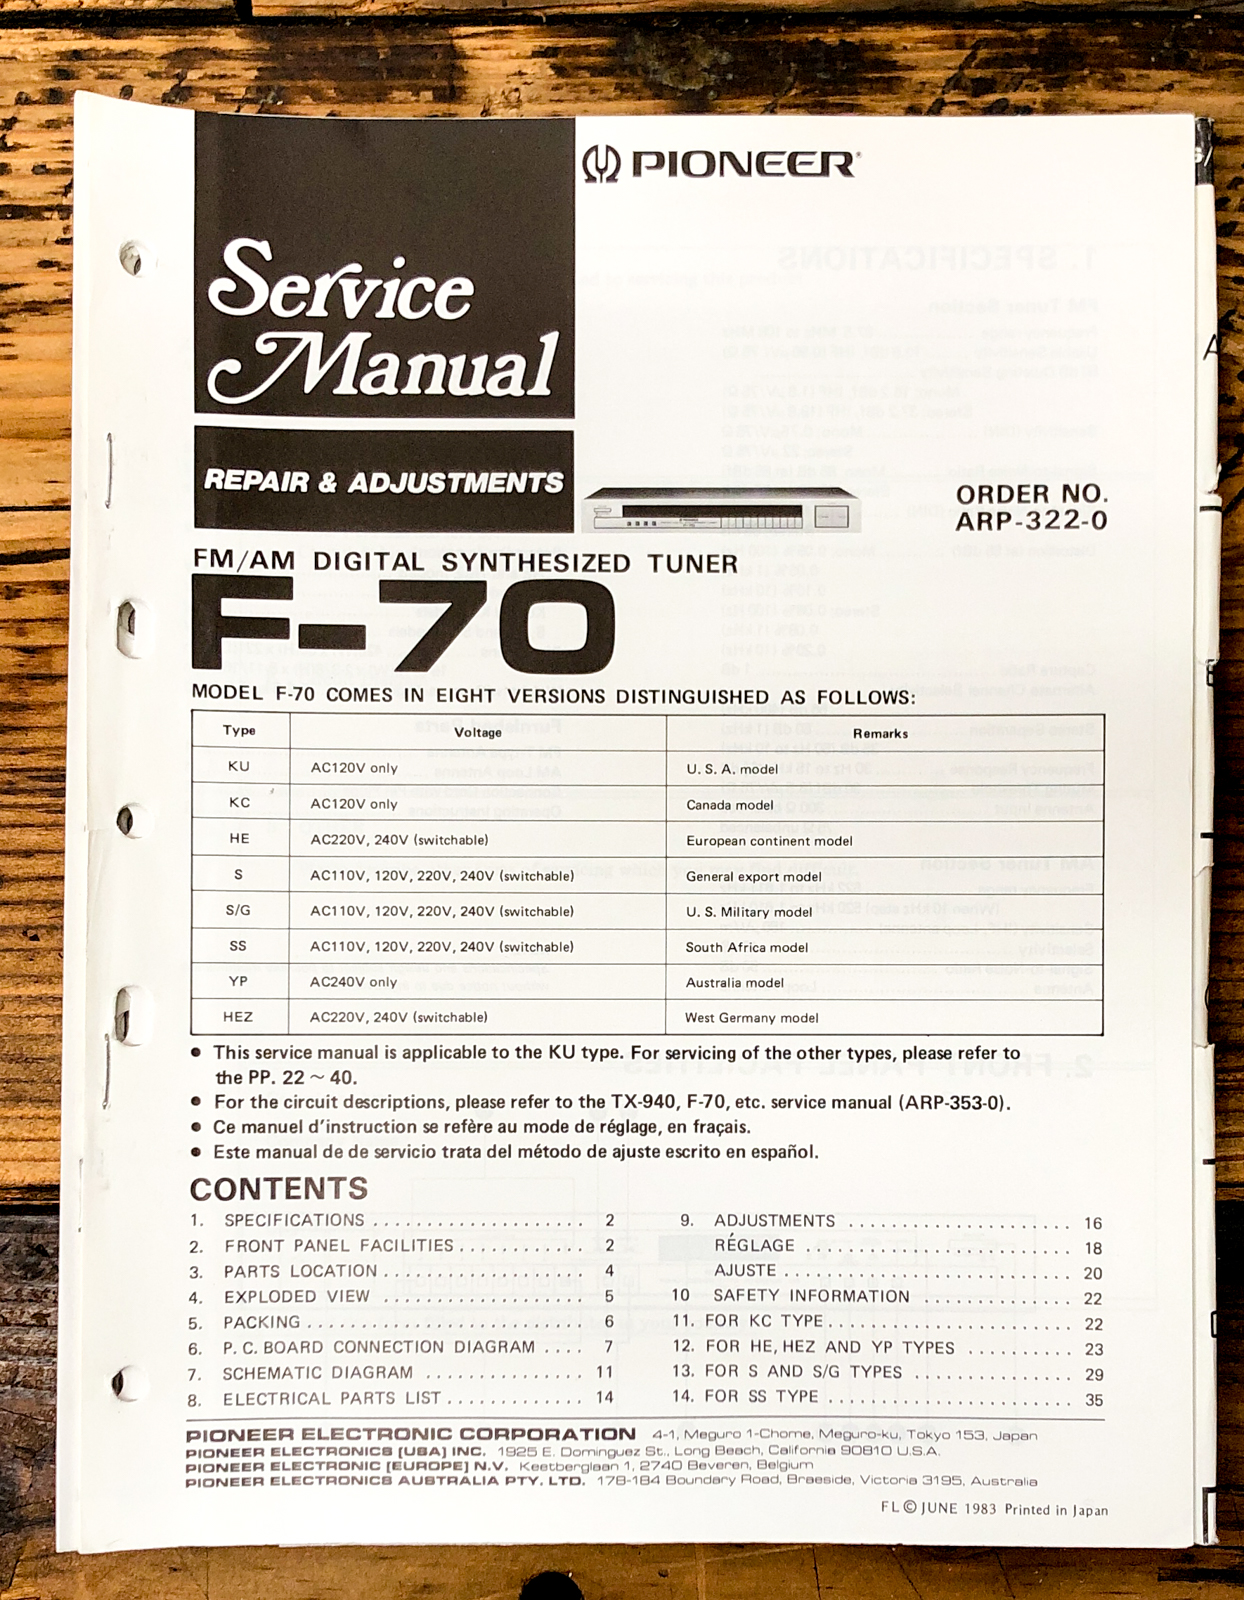 PIONEER
Service
Manual
REPAIR & ADJUSTMENTS
ORDER NO.
ARP-322-0
FM/AM DIGITAL SYNTHESIZED TUNER
F-70
MODEL F-70 COMES IN EIGHT VERSIONS DISTINGUISHED AS FOLLOWS:
Type Voltage Remarks
KU AC120V only U. S. A. model
KC AC120V only Canada model
HE AC220V, 240V (switchable) European continent model
S AC110V, 120V, 220V, 240V (switchable) General export model
S/G AC110V, 120V, 220V, 240V (switchable) U. S. Military model
SS AC110V, 120V, 220V, 240V (switchable) South Africa model
YP AC240V only Australia model
HEZ AC220V, 240V (switchable) West Germany model
● This service manual is applicable to the KU type. For servicing of the other types, please refer to
the PP. 22 ~ 40.
● For the circuit descriptions, please refer to the TX-940, F-70, etc. service manual (ARP-353-0).
● Ce manuel d'instruction se refère au mode de réglage, en fraçais.
● Este manual de de servicio trata del método de ajuste escrito en español.
CONTENTS
1. SPECIFICATIONS .................... 2
2. FRONT PANEL FACILITIES ............ 2
3. PARTS LOCATION ................... 4
4. EXPLODED VIEW ................... 5
5. PACKING .......................... 6
6. P. C. BOARD CONNECTION DIAGRAM .... 7
7. SCHEMATIC DIAGRAM ............... 11
8. ELECTRICAL PARTS LIST ............. 14
9. ADJUSTMENTS ..................... 16
RÉGLAGE ......................... 18
AJUSTE ........................... 20
10 SAFETY INFORMATION .............. 22
11. FOR KC TYPE ....................... 22
12. FOR HE, HEZ AND YP TYPES .......... 23
13. FOR S AND S/G TYPES ............... 29
14. FOR SS TYPE ....................... 35
PIONEER ELECTRONIC CORPORATION 4-1, Meguro 1-Chome, Meguro-ku, Tokyo 153, Japan
PIONEER ELECTRONICS [USA] INC. 1925 E. Dominguez St., Long Beach, California 90810 U.S.A.
PIONEER ELECTRONIC [EUROPE] N.V. Keetberglaan 1, 2740 Beveren, Belgium
PIONEER ELECTRONICS AUSTRALIA PTY. LTD. 178-184 Boundary Road, Braeside, Victoria 3195, Australia
FL © JUNE 1983 Printed in Japan